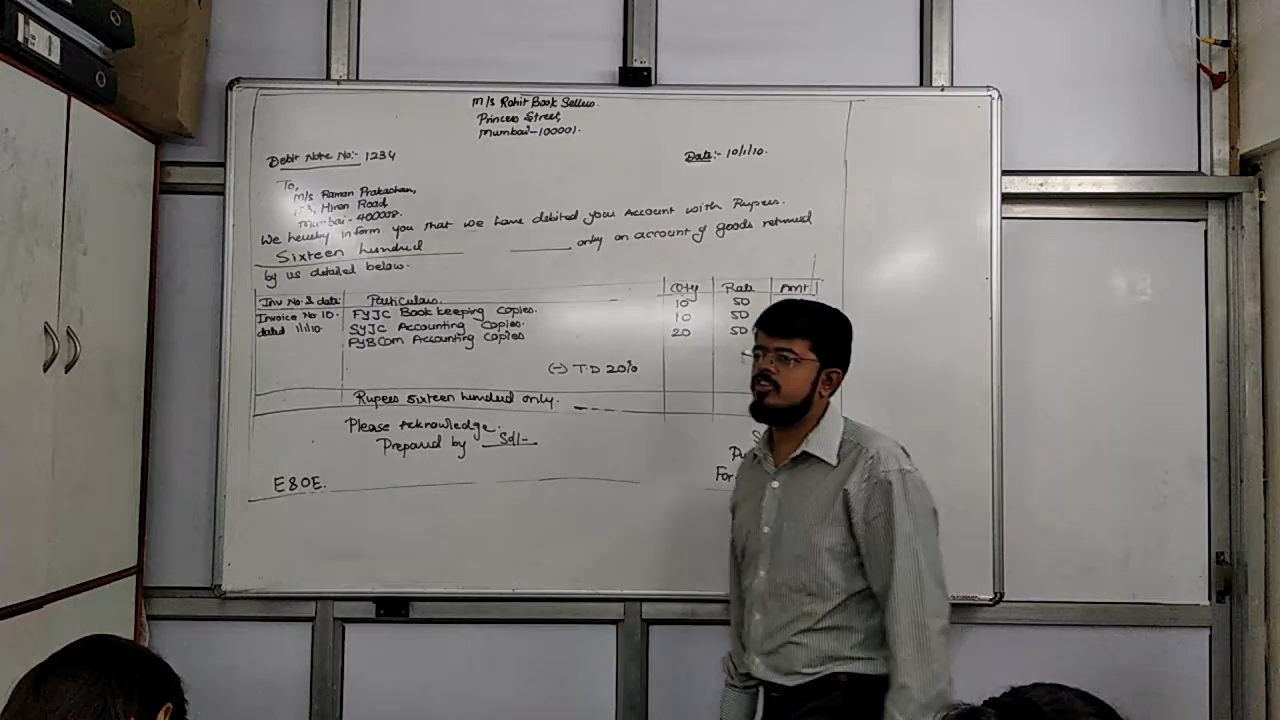 M/s Rohit Book Sellers.
Princess Street,
Mumbai-100001.
Debit Note No:- 1234
Date:- 10/1/10.
To,
M/s Raman Prakashan,
Hiren Road,
Mumbai- 400008.
We hereby inform you that we have debited your Account with Rupees.
Sixteen hundred ______ only on account of goods returned
by us detailed below.
Inv No. & date Particulars. Qty Rate Amt
Invoice No 10. FYJC Book keeping Copies. 10 50
dated 1/1/10. SYJC Accounting Copies. 10 50
FYBCom Accounting Copies 20 50
(-) T.D 20%
Rupees sixteen hundred only.
Please Acknowledge.
Prepared by Sd/-
For
E&OE.